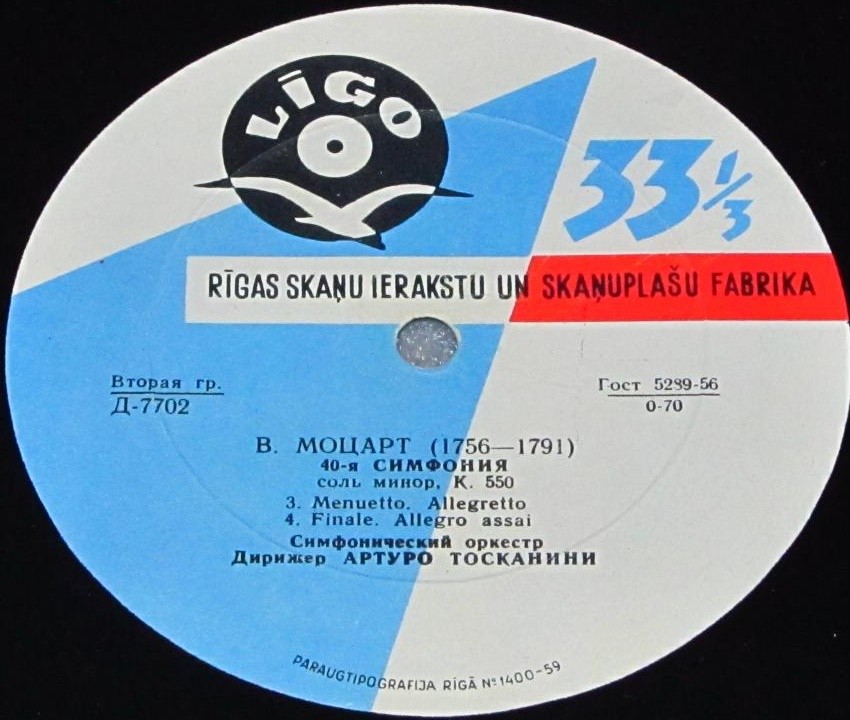 LĪGO
33 1/3
RĪGAS SKAŅU IERAKSTU UN SKAŅUPLAŠU FABRIKA
Вторая гр.
Д-7702
Гост 5289-56
0-70
В. МОЦАРТ (1756—1791)
40-я СИМФОНИЯ
соль минор, К. 550
3. Menuetto. Allegretto
4. Finale. Allegro assai
Симфонический оркестр
Дирижер АРТУРО ТОСКАНИНИ
PARAUGTIPOGRAFIJA RĪGĀ № 1400-59